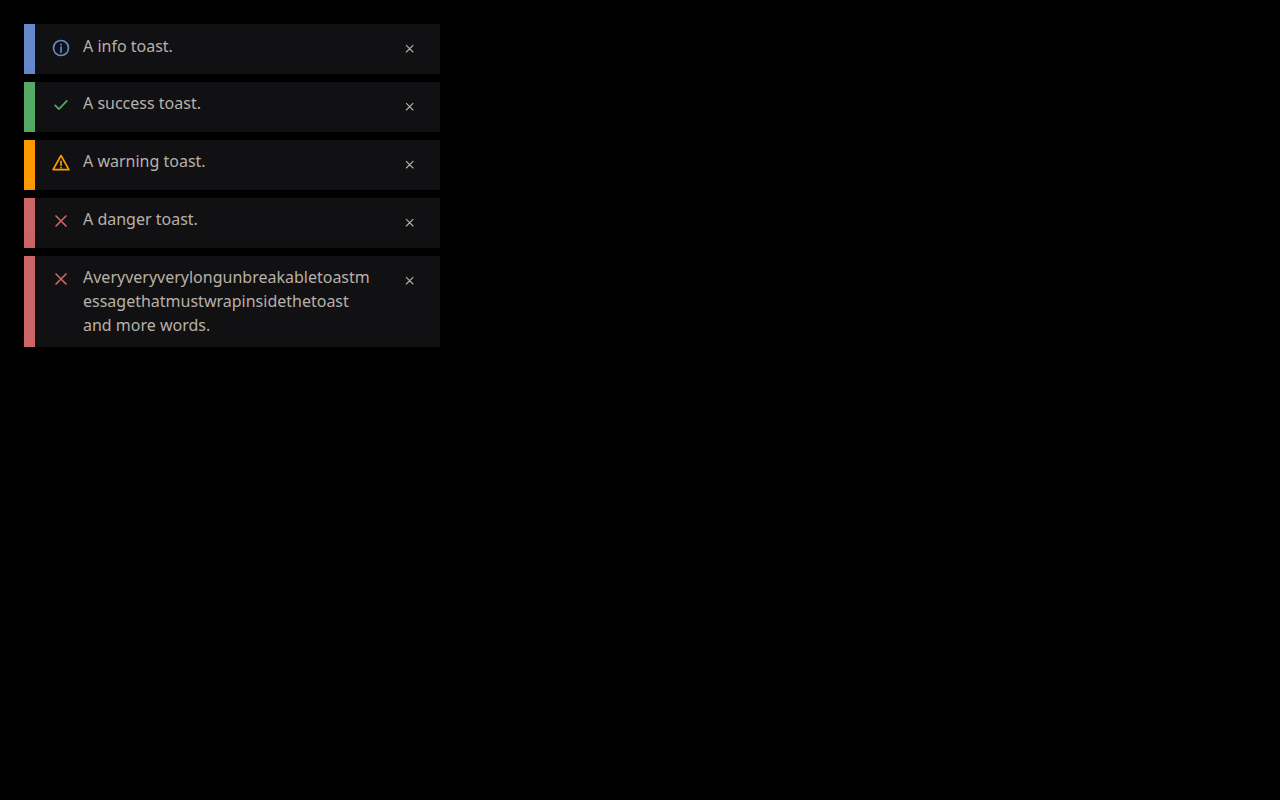 A info toast.
A success toast.
A warning toast.
A danger toast.
Averyveryverylongunbreakabletoastm
essagethatmustwrapinsidethetoast
and more words.